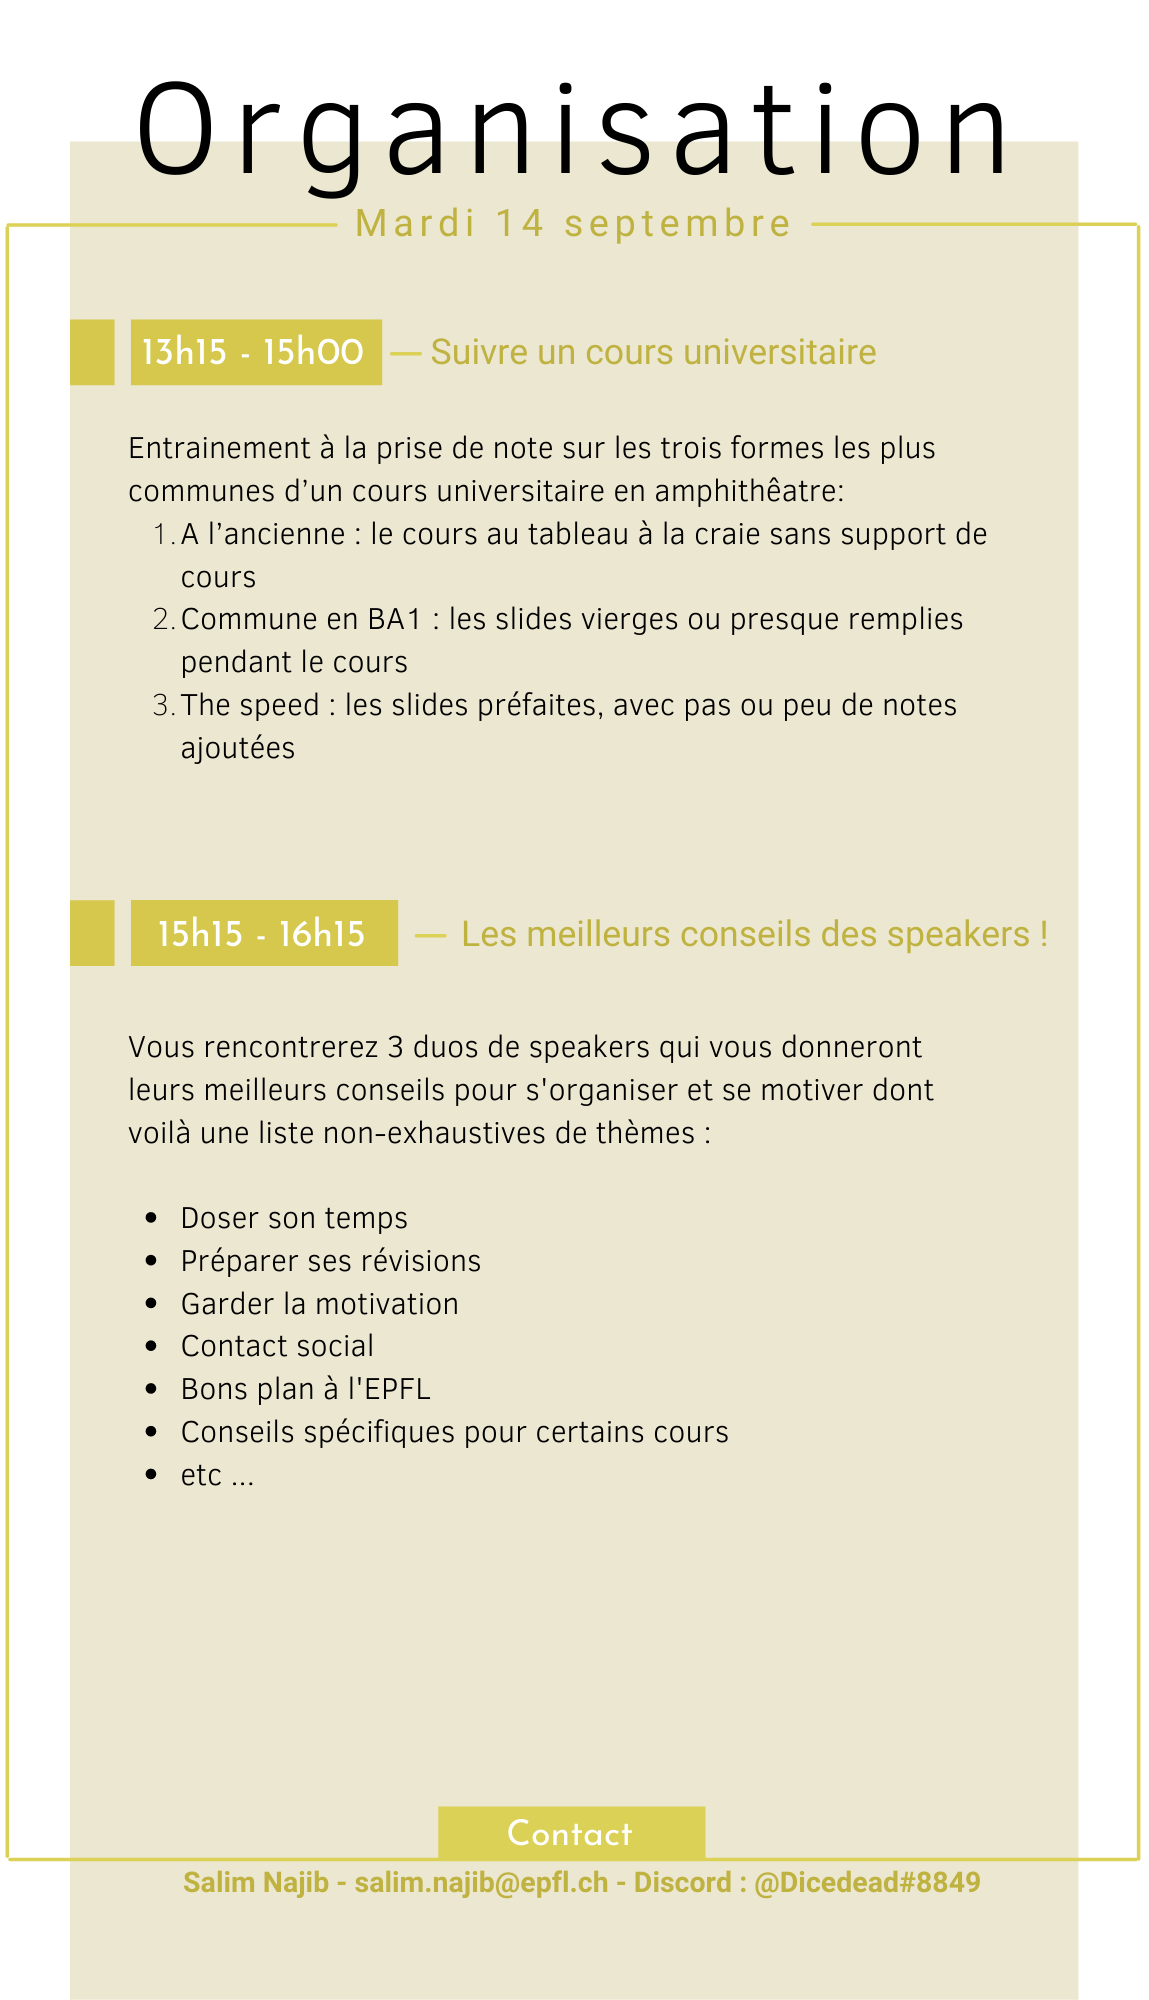 Organisation
Mardi 14 septembre
13h15 - 15h00 — Suivre un cours universitaire
Entrainement à la prise de note sur les trois formes les plus
communes d’un cours universitaire en amphithêatre:
1. A l’ancienne : le cours au tableau à la craie sans support de
cours
2. Commune en BA1 : les slides vierges ou presque remplies
pendant le cours
3. The speed : les slides préfaites, avec pas ou peu de notes
ajoutées
15h15 - 16h15 — Les meilleurs conseils des speakers !
Vous rencontrerez 3 duos de speakers qui vous donneront
leurs meilleurs conseils pour s'organiser et se motiver dont
voilà une liste non-exhaustives de thèmes :
• Doser son temps
• Préparer ses révisions
• Garder la motivation
• Contact social
• Bons plan à l'EPFL
• Conseils spécifiques pour certains cours
• etc ...
Contact
Salim Najib - salim.najib@epfl.ch - Discord : @Dicedead#8849